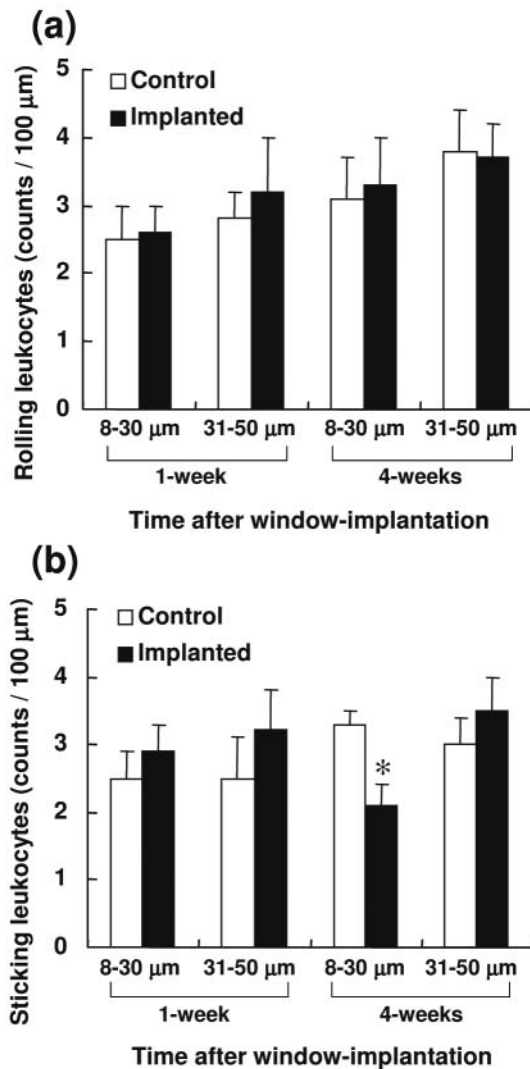 (a)
Rolling leukocytes (counts / 100 μm)
5
4
3
2
1
0
Control
Implanted
8-30 μm 31-50 μm 8-30 μm 31-50 μm
1-week 4-weeks
Time after window-implantation
(b)
Sticking leukocytes (counts / 100 μm)
5
4
3
2
1
0
Control
Implanted
*
8-30 μm 31-50 μm 8-30 μm 31-50 μm
1-week 4-weeks
Time after window-implantation